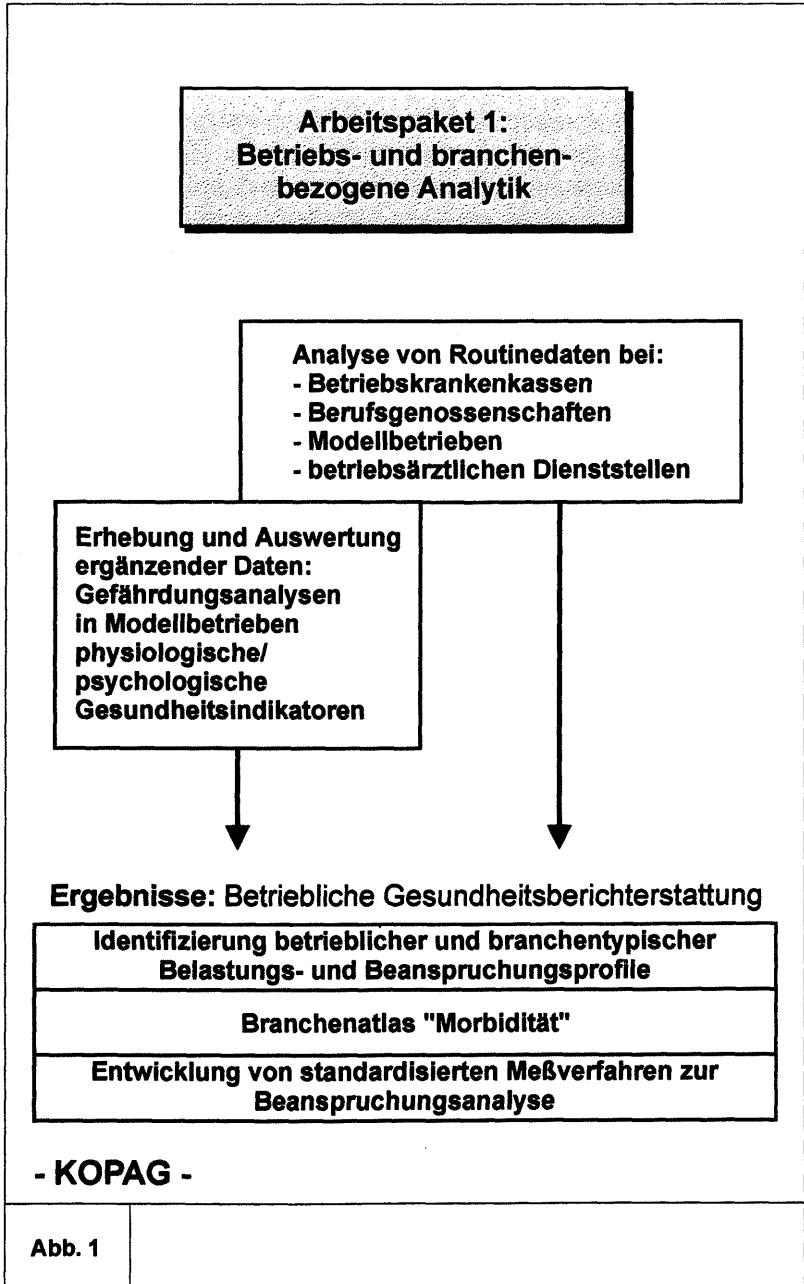 Arbeitspaket 1:
Betriebs- und branchen-
bezogene Analytik
Analyse von Routinedaten bei:
- Betriebskrankenkassen
- Berufsgenossenschaften
- Modellbetrieben
- betriebsärztlichen Dienststellen
Erhebung und Auswertung
ergänzender Daten:
Gefährdungsanalysen
in Modellbetrieben
physiologische/
psychologische
Gesundheitsindikatoren
Ergebnisse: Betriebliche Gesundheitsberichterstattung
Identifizierung betrieblicher und branchentypischer
Belastungs- und Beanspruchungsprofile
Branchenatlas "Morbidität"
Entwicklung von standardisierten Meßverfahren zur
Beanspruchungsanalyse
- KOPAG -
Abb. 1